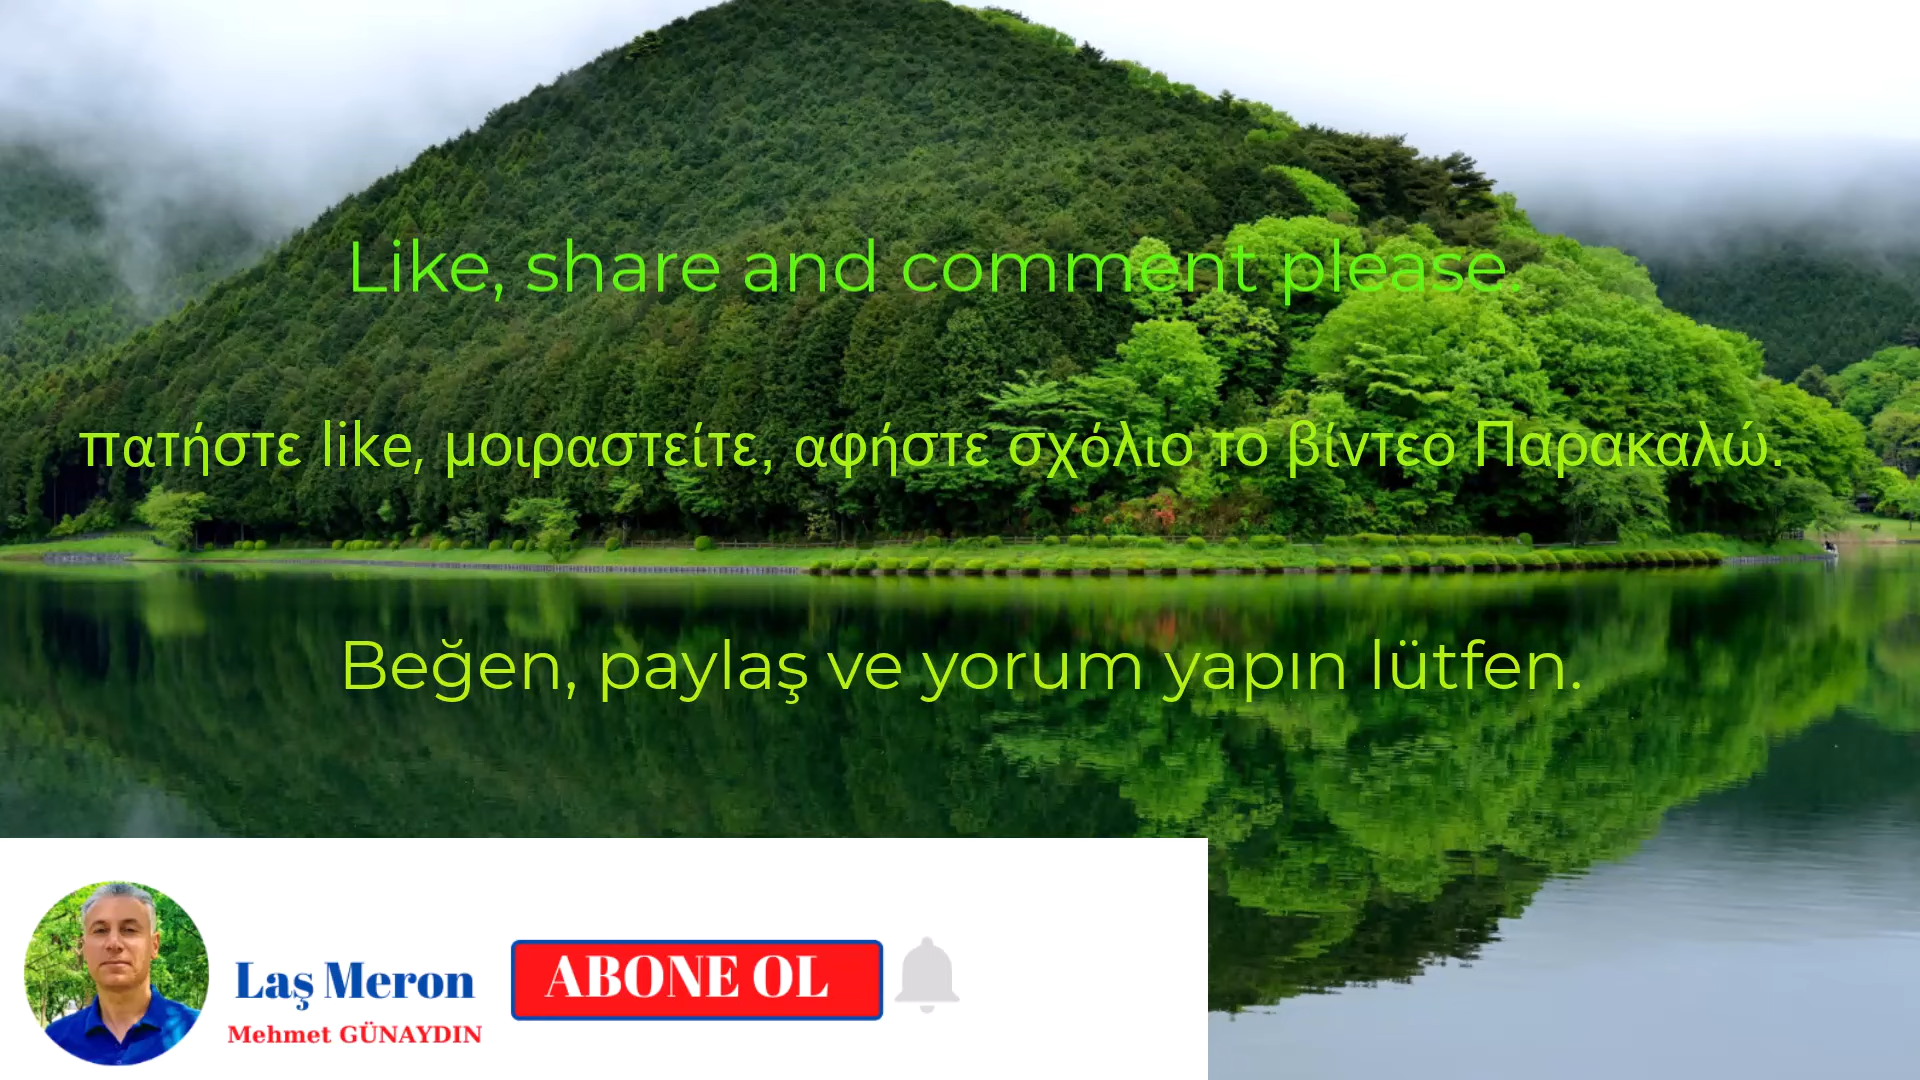 Like, share and comment please.
πατήστε like, μοιραστείτε, αφήστε σχόλιο το βίντεο Παρακαλώ.
Beğen, paylaş ve yorum yapın lütfen.
Laş Meron
Mehmet GÜNAYDIN
ABONE OL